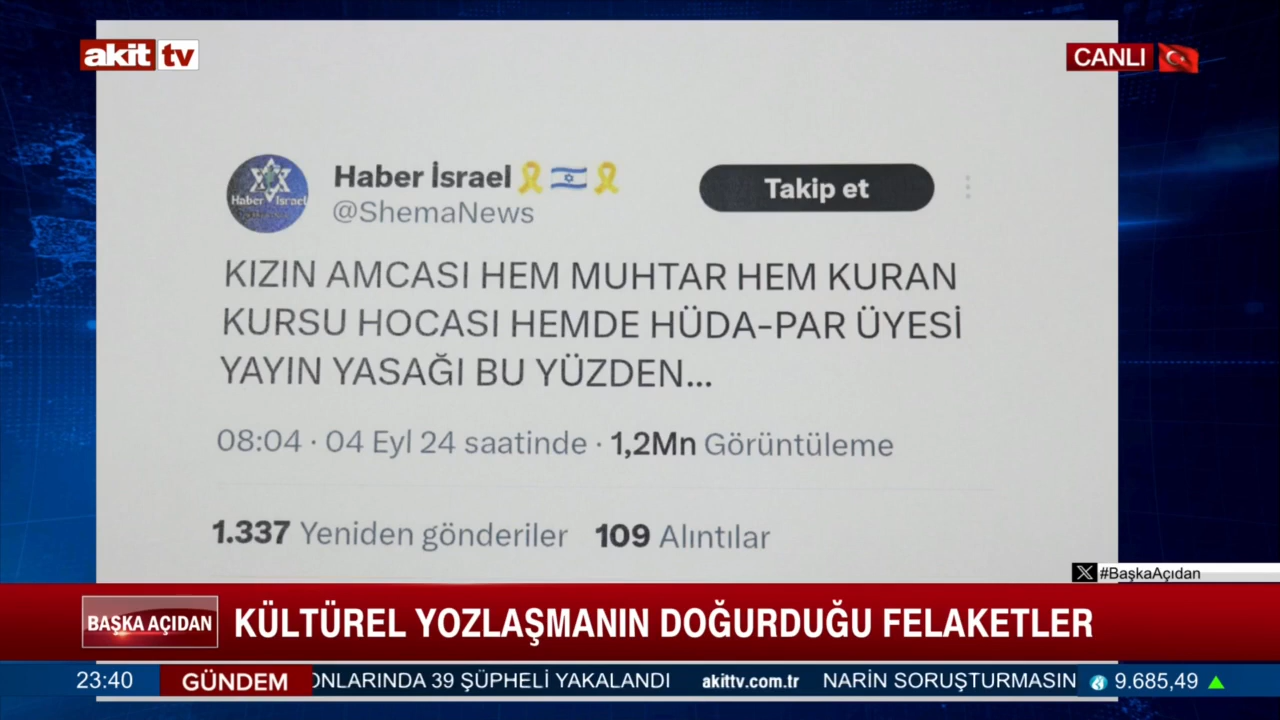 akit tv
CANLI
Haber İsrael
@ShemaNews
Takip et
Haber Israel
KIZIN AMCASI HEM MUHTAR HEM KURAN
KURSU HOCASI HEMDE HÜDA-PAR ÜYESİ
YAYIN YASAĞI BU YÜZDEN...
08:04 · 04 Eyl 24 saatinde · 1,2Mn Görüntüleme
1.337 Yeniden gönderiler 109 Alıntılar
X #BaşkaAçıdan
BAŞKA AÇIDAN KÜLTÜREL YOZLAŞMANIN DOĞURDUĞU FELAKETLER
23:40 GÜNDEM ONLARINDA 39 ŞÜPHELİ YAKALANDI akittv.com.tr NARİN SORUŞTURMASIN 9.685,49